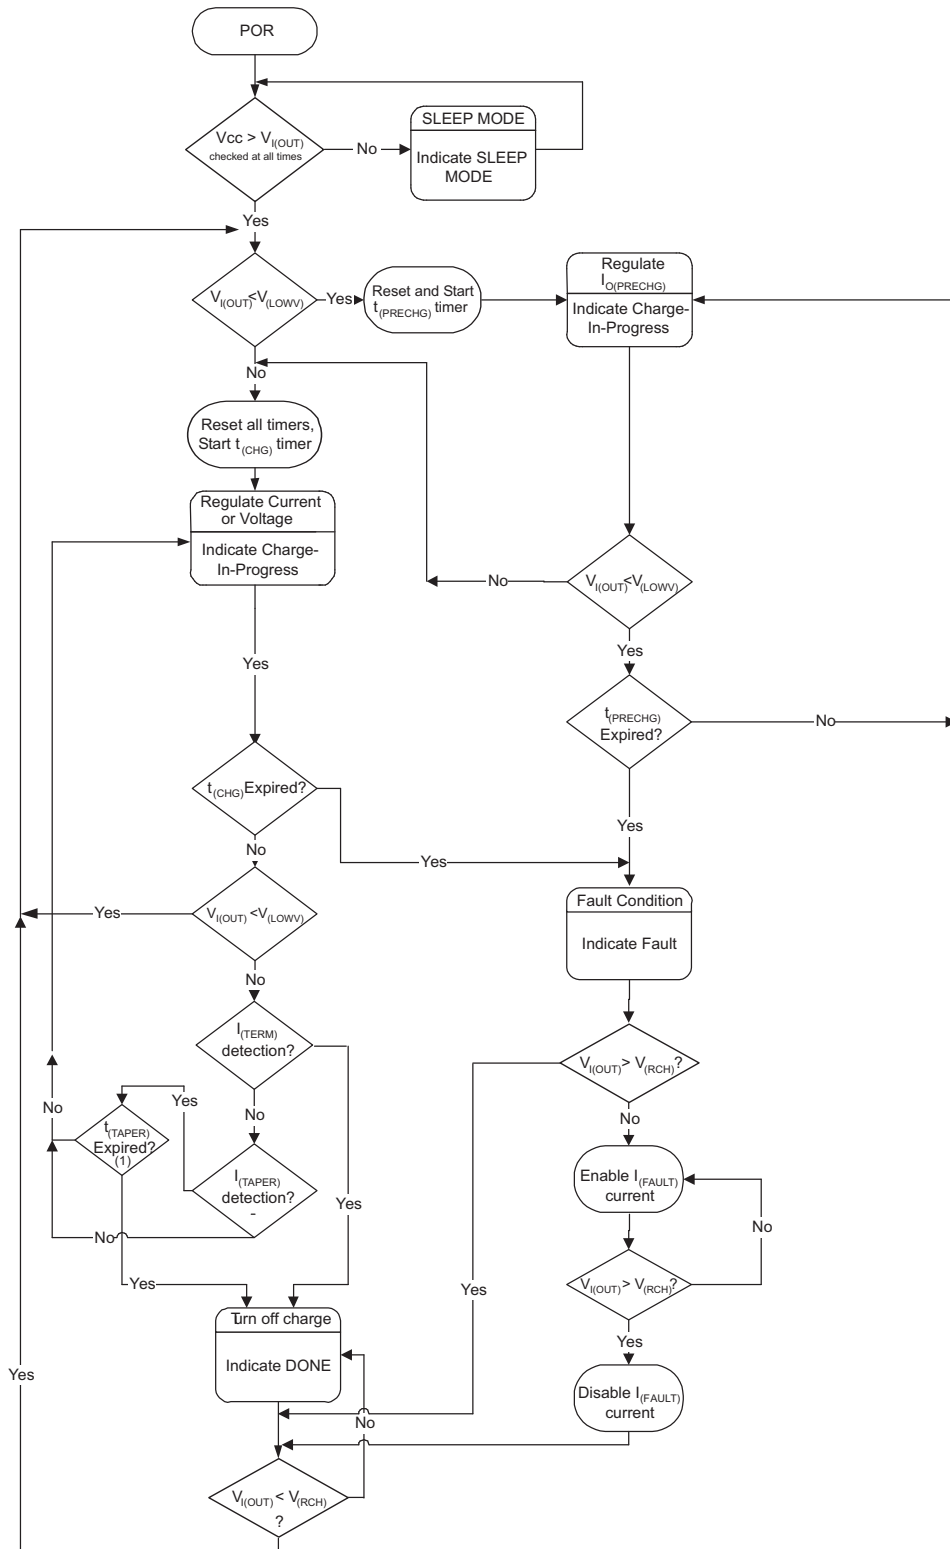 POR
Vcc > VI(OUT)
checked at all times
No
SLEEP MODE
Indicate SLEEP
MODE
Yes
VI(OUT)<V(LOWV)
Yes
Reset and Start
t(PRECHG) timer
Regulate
IO(PRECHG)
Indicate Charge-
In-Progress
No
Reset all timers,
Start t(CHG) timer
Regulate Current
or Voltage
Indicate Charge-
In-Progress
No
VI(OUT)<V(LOWV)
Yes
Yes
t(PRECHG)
Expired?
No
t(CHG) Expired?
Yes
No
Yes
VI(OUT) <V(LOWV)
Yes
Fault Condition
Indicate Fault
No
I(TERM)
detection?
VI(OUT) > V(RCH) ?
No
Yes
No
t(TAPER)
Expired?
(1)
No
I(TAPER)
detection?
-
Enable I(FAULT)
current
Yes
No
No
Yes
VI(OUT) > V(RCH) ?
Yes
Turn off charge
Indicate DONE
Yes
Yes
Disable I(FAULT)
current
No
VI(OUT) < V(RCH)
?